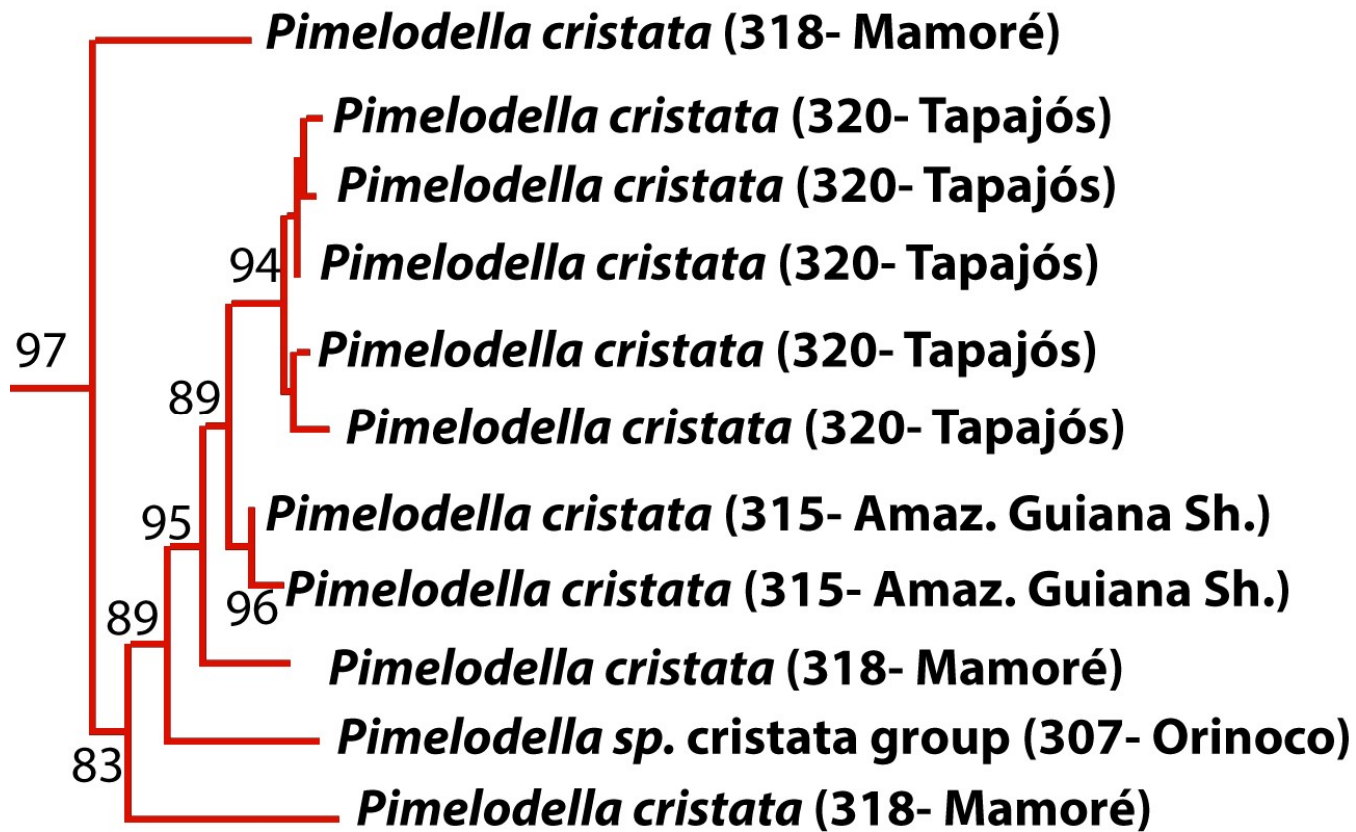 Pimelodella cristata (318- Mamoré)
Pimelodella cristata (320- Tapajós)
Pimelodella cristata (320- Tapajós)
94
Pimelodella cristata (320- Tapajós)
97
Pimelodella cristata (320- Tapajós)
89
Pimelodella cristata (320- Tapajós)
95
Pimelodella cristata (315- Amaz. Guiana Sh.)
Pimelodella cristata (315- Amaz. Guiana Sh.)
96
89
Pimelodella cristata (318- Mamoré)
Pimelodella sp. cristata group (307- Orinoco)
83
Pimelodella cristata (318- Mamoré)